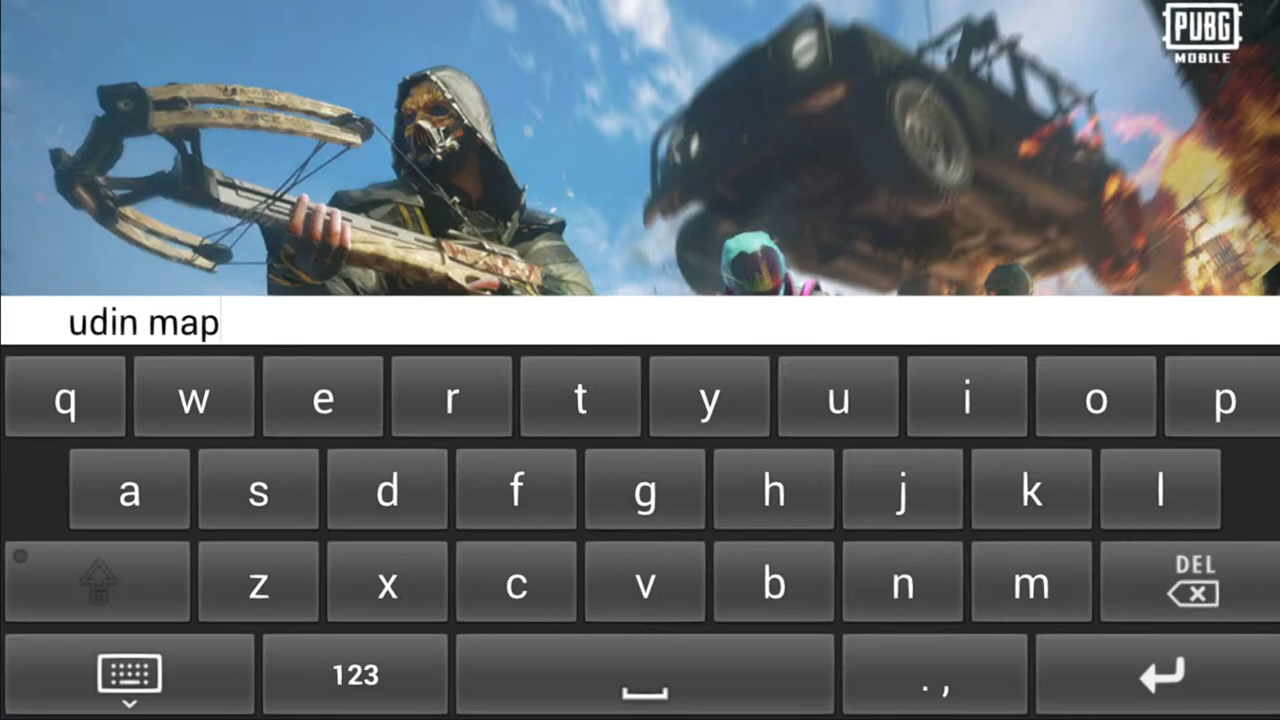 PUBG
MOBILE
udin map
q w e r t y u i o p
a s d f g h j k l
z x c v b n m DEL
123 . ,